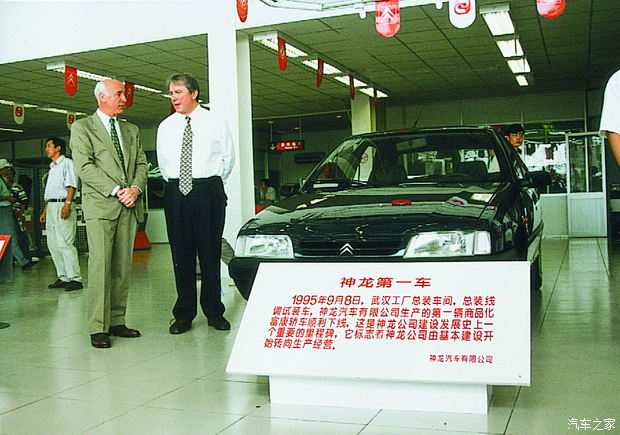 神龙第一车
1995年9月8日，武汉工厂总装车间，总装线
调试装车，神龙汽车有限公司生产的第一辆商品化
富康轿车顺利下线，这是神龙公司建设发展史上一
个重要的里程碑，它标志着神龙公司由基本建设开
始转向生产经营。
神龙汽车有限公司
汽车之家